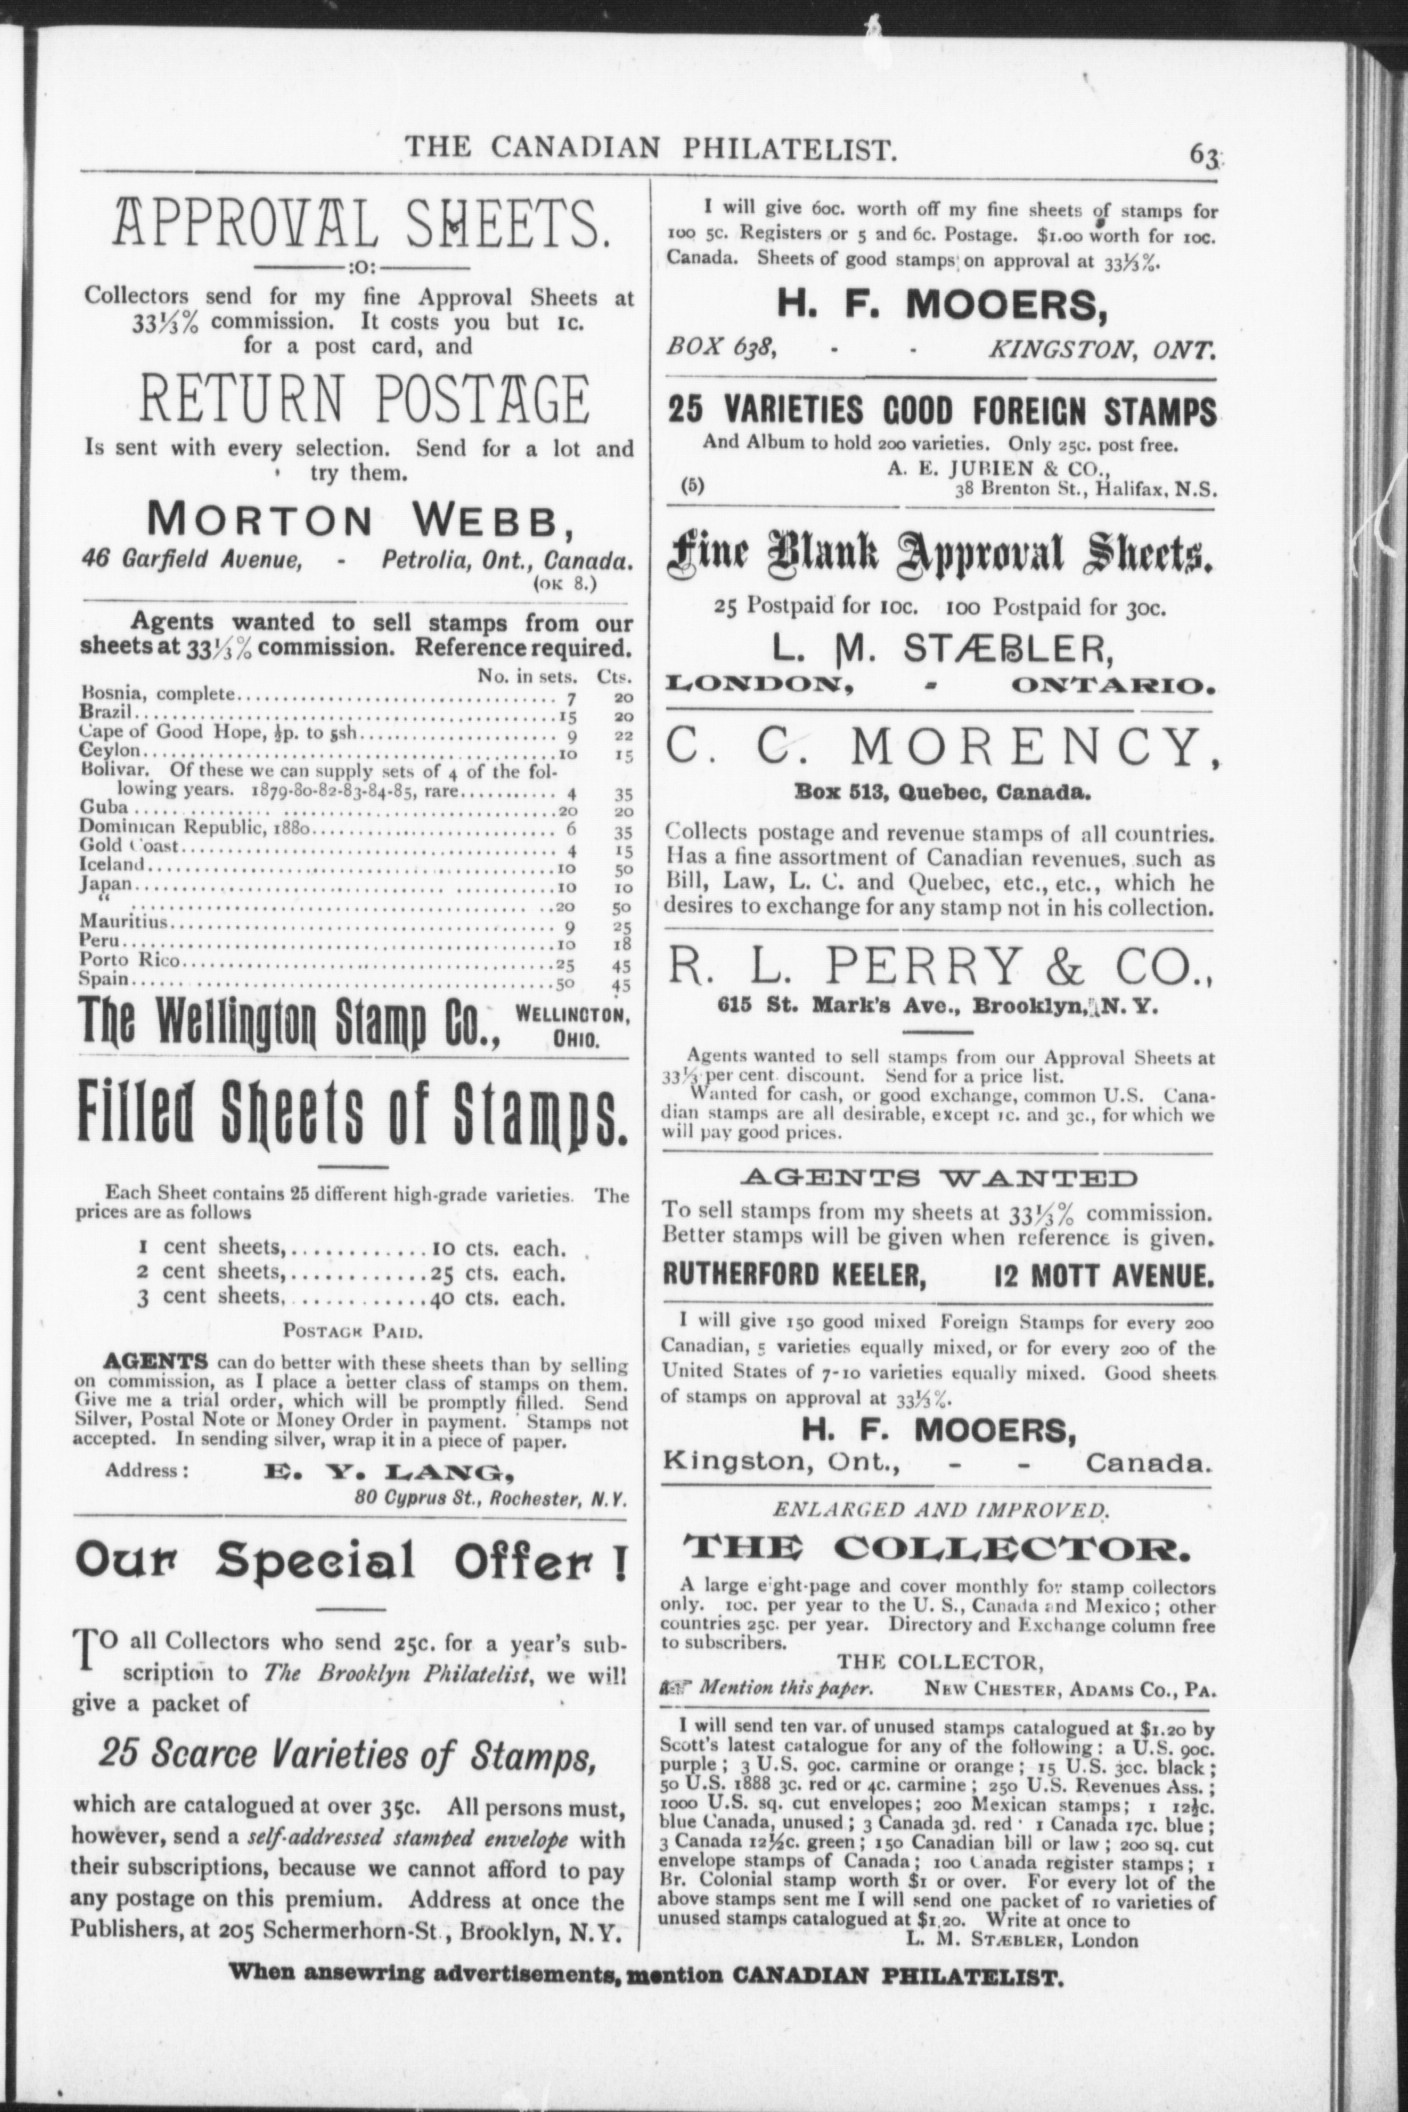 THE CANADIAN PHILATELIST. 63
APPROVAL SHEETS.
:o:
Collectors send for my fine Approval Sheets at
33⅓% commission. It costs you but 1c.
for a post card, and
RETURN POSTAGE
Is sent with every selection. Send for a lot and
try them.
MORTON WEBB,
46 Garfield Avenue, - Petrolia, Ont., Canada.
(OK 8.)
Agents wanted to sell stamps from our
sheets at 33⅓% commission. Reference required.
No. in sets. Cts.
Bosnia, complete.............................. 7 20
Brazil..............................15 20
Cape of Good Hope, ½p. to 5sh.............................. 9 22
Ceylon..............................10 15
Bolivar. Of these we can supply sets of 4 of the fol-
lowing years. 1879-80-82-83-84-85, rare........... 4 35
Cuba..............................20 20
Dominican Republic, 1880.............................. 6 35
Gold Coast.............................. 4 15
Iceland..............................10 50
Japan..............................10 10
“ ..............................20 50
Mauritius.............................. 9 25
Peru..............................10 18
Porto Rico..............................25 45
Spain..............................50 45
The Wellington Stamp Co., WELLINGTON,
OHIO.
Filled Sheets of Stamps.
Each Sheet contains 25 different high-grade varieties. The
prices are as follows
1 cent sheets,............10 cts. each.
2 cent sheets,............25 cts. each.
3 cent sheets,............40 cts. each.
POSTAGE PAID.
AGENTS can do better with these sheets than by selling
on commission, as I place a better class of stamps on them.
Give me a trial order, which will be promptly filled. Send
Silver, Postal Note or Money Order in payment. Stamps not
accepted. In sending silver, wrap it in a piece of paper.
Address: E. Y. LANG,
80 Cyprus St., Rochester, N.Y.
Our Special Offer!
TO all Collectors who send 25c. for a year's sub-
scription to The Brooklyn Philatelist, we will
give a packet of
25 Scarce Varieties of Stamps,
which are catalogued at over 35c. All persons must,
however, send a self-addressed stamped envelope with
their subscriptions, because we cannot afford to pay
any postage on this premium. Address at once the
Publishers, at 205 Schermerhorn-St., Brooklyn, N.Y.
I will give 60c. worth off my fine sheets of stamps for
100 5c. Registers or 5 and 6c. Postage. $1.00 worth for 10c.
Canada. Sheets of good stamps on approval at 33⅓%.
H. F. MOOERS,
BOX 638, - - KINGSTON, ONT.
25 VARIETIES GOOD FOREIGN STAMPS
And Album to hold 200 varieties. Only 25c. post free.
A. E. JUBIEN & CO.,
(5) 38 Brenton St., Halifax, N.S.
Fine Blank Approval Sheets.
25 Postpaid for 10c. 100 Postpaid for 30c.
L. M. STÆBLER,
LONDON, - ONTARIO.
C. C. MORENCY,
Box 513, Quebec, Canada.
Collects postage and revenue stamps of all countries.
Has a fine assortment of Canadian revenues, such as
Bill, Law, L. C. and Quebec, etc., etc., which he
desires to exchange for any stamp not in his collection.
R. L. PERRY & CO.,
615 St. Mark's Ave., Brooklyn, N. Y.
Agents wanted to sell stamps from our Approval Sheets at
33⅓ per cent. discount. Send for a price list.
Wanted for cash, or good exchange, common U.S. Cana-
dian stamps are all desirable, except 1c. and 3c., for which we
will pay good prices.
AGENTS WANTED
To sell stamps from my sheets at 33⅓% commission.
Better stamps will be given when reference is given.
RUTHERFORD KEELER, 12 MOTT AVENUE.
I will give 150 good mixed Foreign Stamps for every 200
Canadian, 5 varieties equally mixed, or for every 200 of the
United States of 7-10 varieties equally mixed. Good sheets
of stamps on approval at 33⅓%.
H. F. MOOERS,
Kingston, Ont., - - Canada.
ENLARGED AND IMPROVED.
THE COLLECTOR.
A large eight-page and cover monthly for stamp collectors
only. 10c. per year to the U. S., Canada and Mexico; other
countries 25c. per year. Directory and Exchange column free
to subscribers.
THE COLLECTOR,
☞ Mention this paper. NEW CHESTER, ADAMS CO., PA.
I will send ten var. of unused stamps catalogued at $1.20 by
Scott's latest catalogue for any of the following: a U.S. 90c.
purple; 3 U.S. 90c. carmine or orange; 15 U.S. 30c. black;
50 U.S. 1888 3c. red or 4c. carmine; 250 U.S. Revenues Ass.;
1000 U.S. sq. cut envelopes; 200 Mexican stamps; 1 12½c.
blue Canada, unused; 3 Canada 3d. red 1 Canada 17c. blue;
3 Canada 12½c. green; 150 Canadian bill or law; 200 sq. cut
envelope stamps of Canada; 100 Canada register stamps; 1
Br. Colonial stamp worth $1 or over. For every lot of the
above stamps sent me I will send one packet of 10 varieties of
unused stamps catalogued at $1.20. Write at once to
L. M. STÆBLER, London
When ansewring advertisements, mention CANADIAN PHILATELIST.